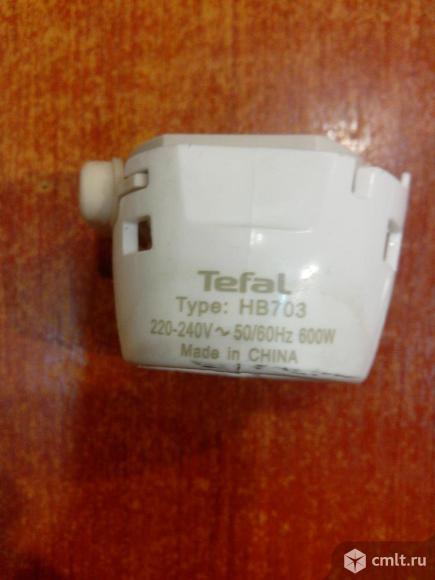 Tefal
Type: HB703
220-240V ~ 50/60Hz 600W
Made in CHINA
cmlt.ru